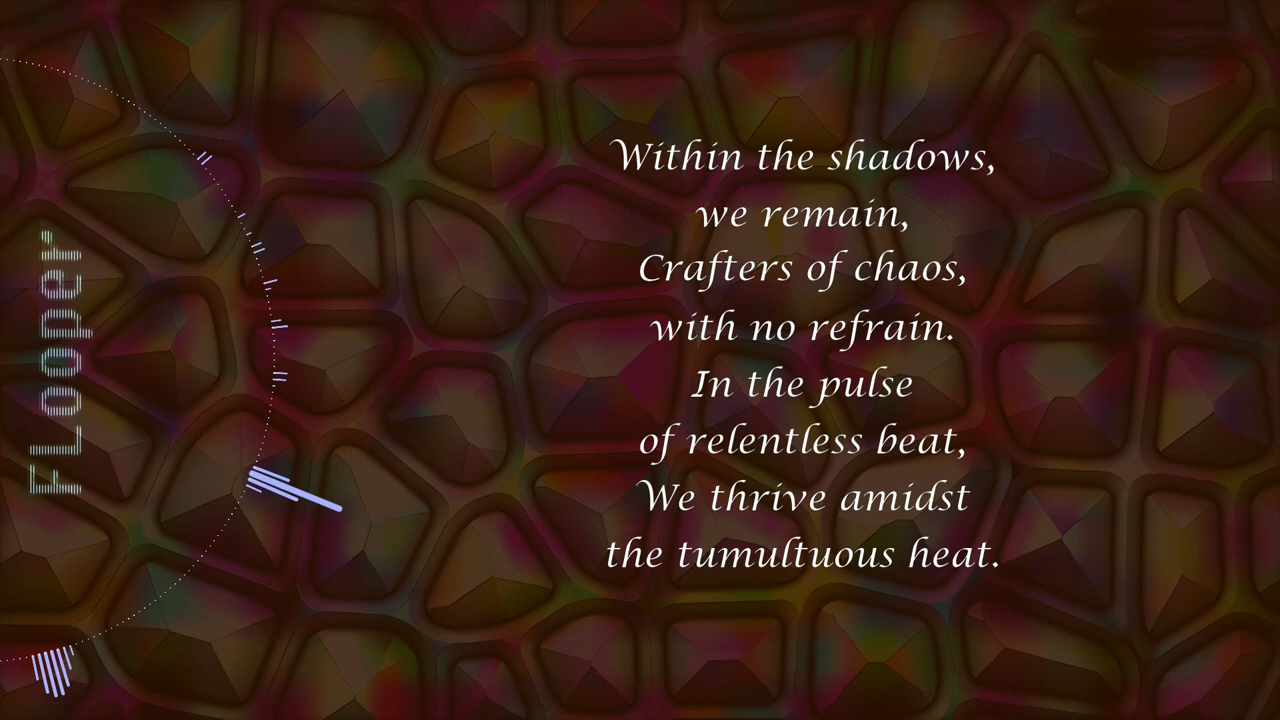 FLooper
Within the shadows,
we remain,
Crafters of chaos,
with no refrain.
In the pulse
of relentless beat,
We thrive amidst
the tumultuous heat.